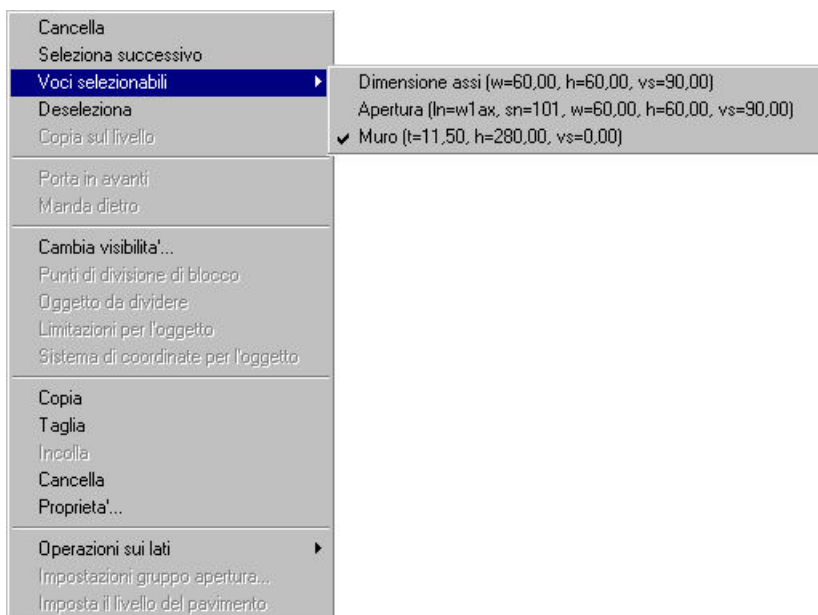 Cancella
Seleziona successivo
Voci selezionabili
Deseleziona
Copia sul livello
Porta in avanti
Manda dietro
Cambia visibilita'...
Punti di divisione di blocco
Oggetto da dividere
Limitazioni per l'oggetto
Sistema di coordinate per l'oggetto
Copia
Taglia
Incolla
Cancella
Proprieta'...
Operazioni sui lati
Impostazioni gruppo apertura...
Imposta il livello del pavimento
Dimensione assi (w=60,00, h=60,00, vs=90,00)
Apertura (ln=w1ax, sn=101, w=60,00, h=60,00, vs=90,00)
Muro (t=11,50, h=280,00, vs=0,00)